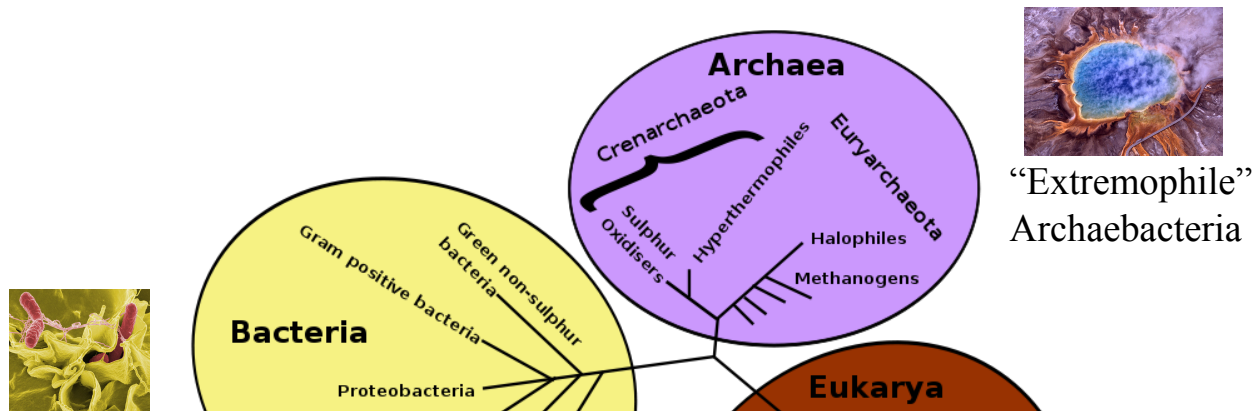 Archaea
Crenarchaeota
Euryarchaeota
Hyperthermophiles
Sulphur
Oxidisers
Halophiles
Methanogens
“Extremophile”
Archaebacteria
Green non-sulphur
bacteria
Gram positive bacteria
Bacteria
Proteobacteria
Eukarya